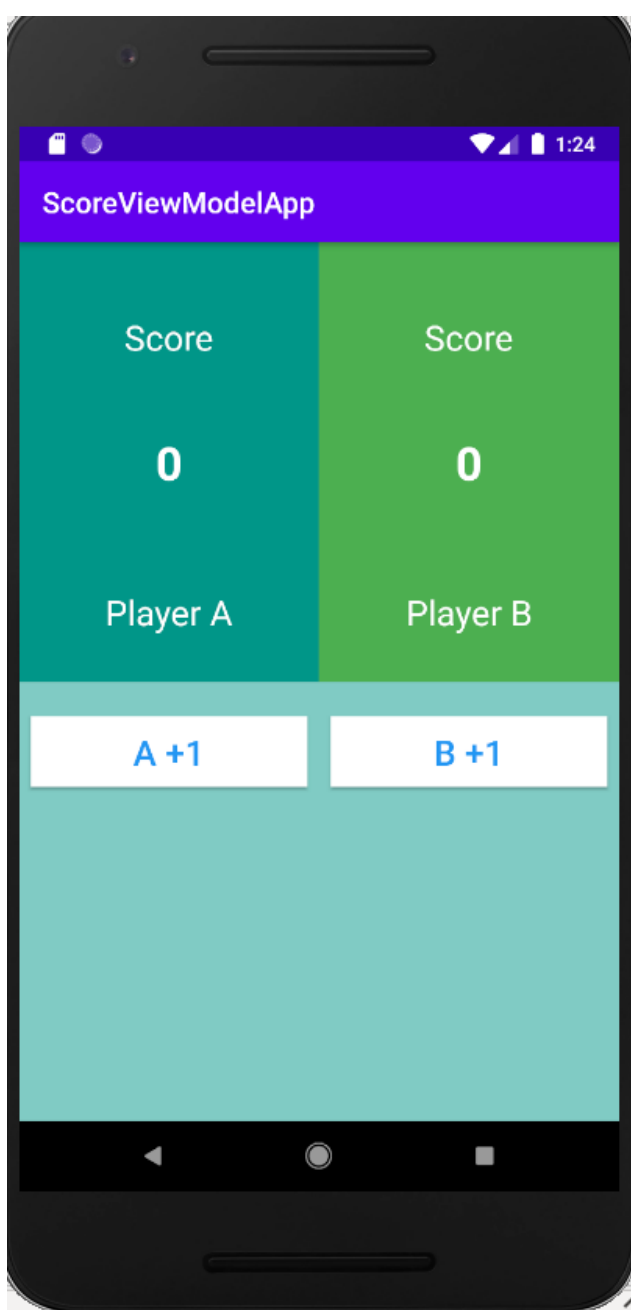 1:24
ScoreViewModelApp
Score Score
0 0
Player A Player B
A +1 B +1